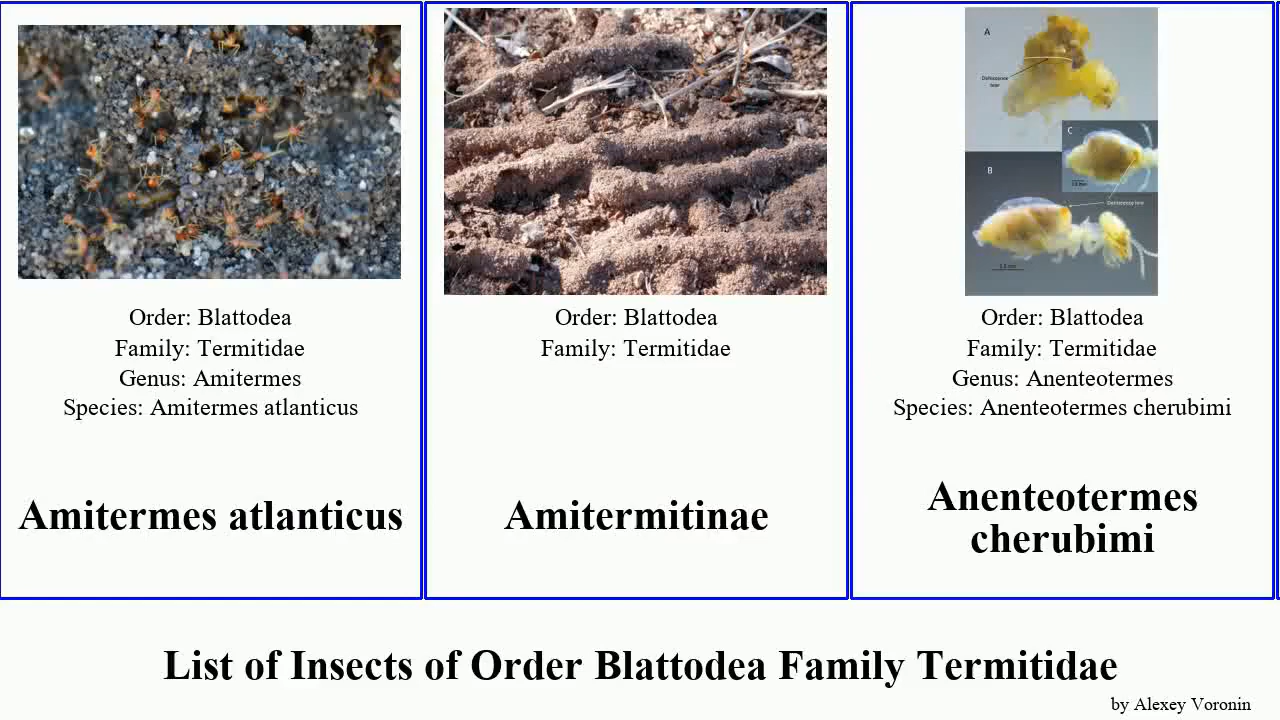 A
Dehiscence
tear
C
B
Order: Blattodea
Family: Termitidae
Genus: Amitermes
Species: Amitermes atlanticus
Amitermes atlanticus
Order: Blattodea
Family: Termitidae
Amitermitinae
Order: Blattodea
Family: Termitidae
Genus: Anenteotermes
Species: Anenteotermes cherubimi
Anenteotermes
cherubimi
List of Insects of Order Blattodea Family Termitidae
by Alexey Voronin